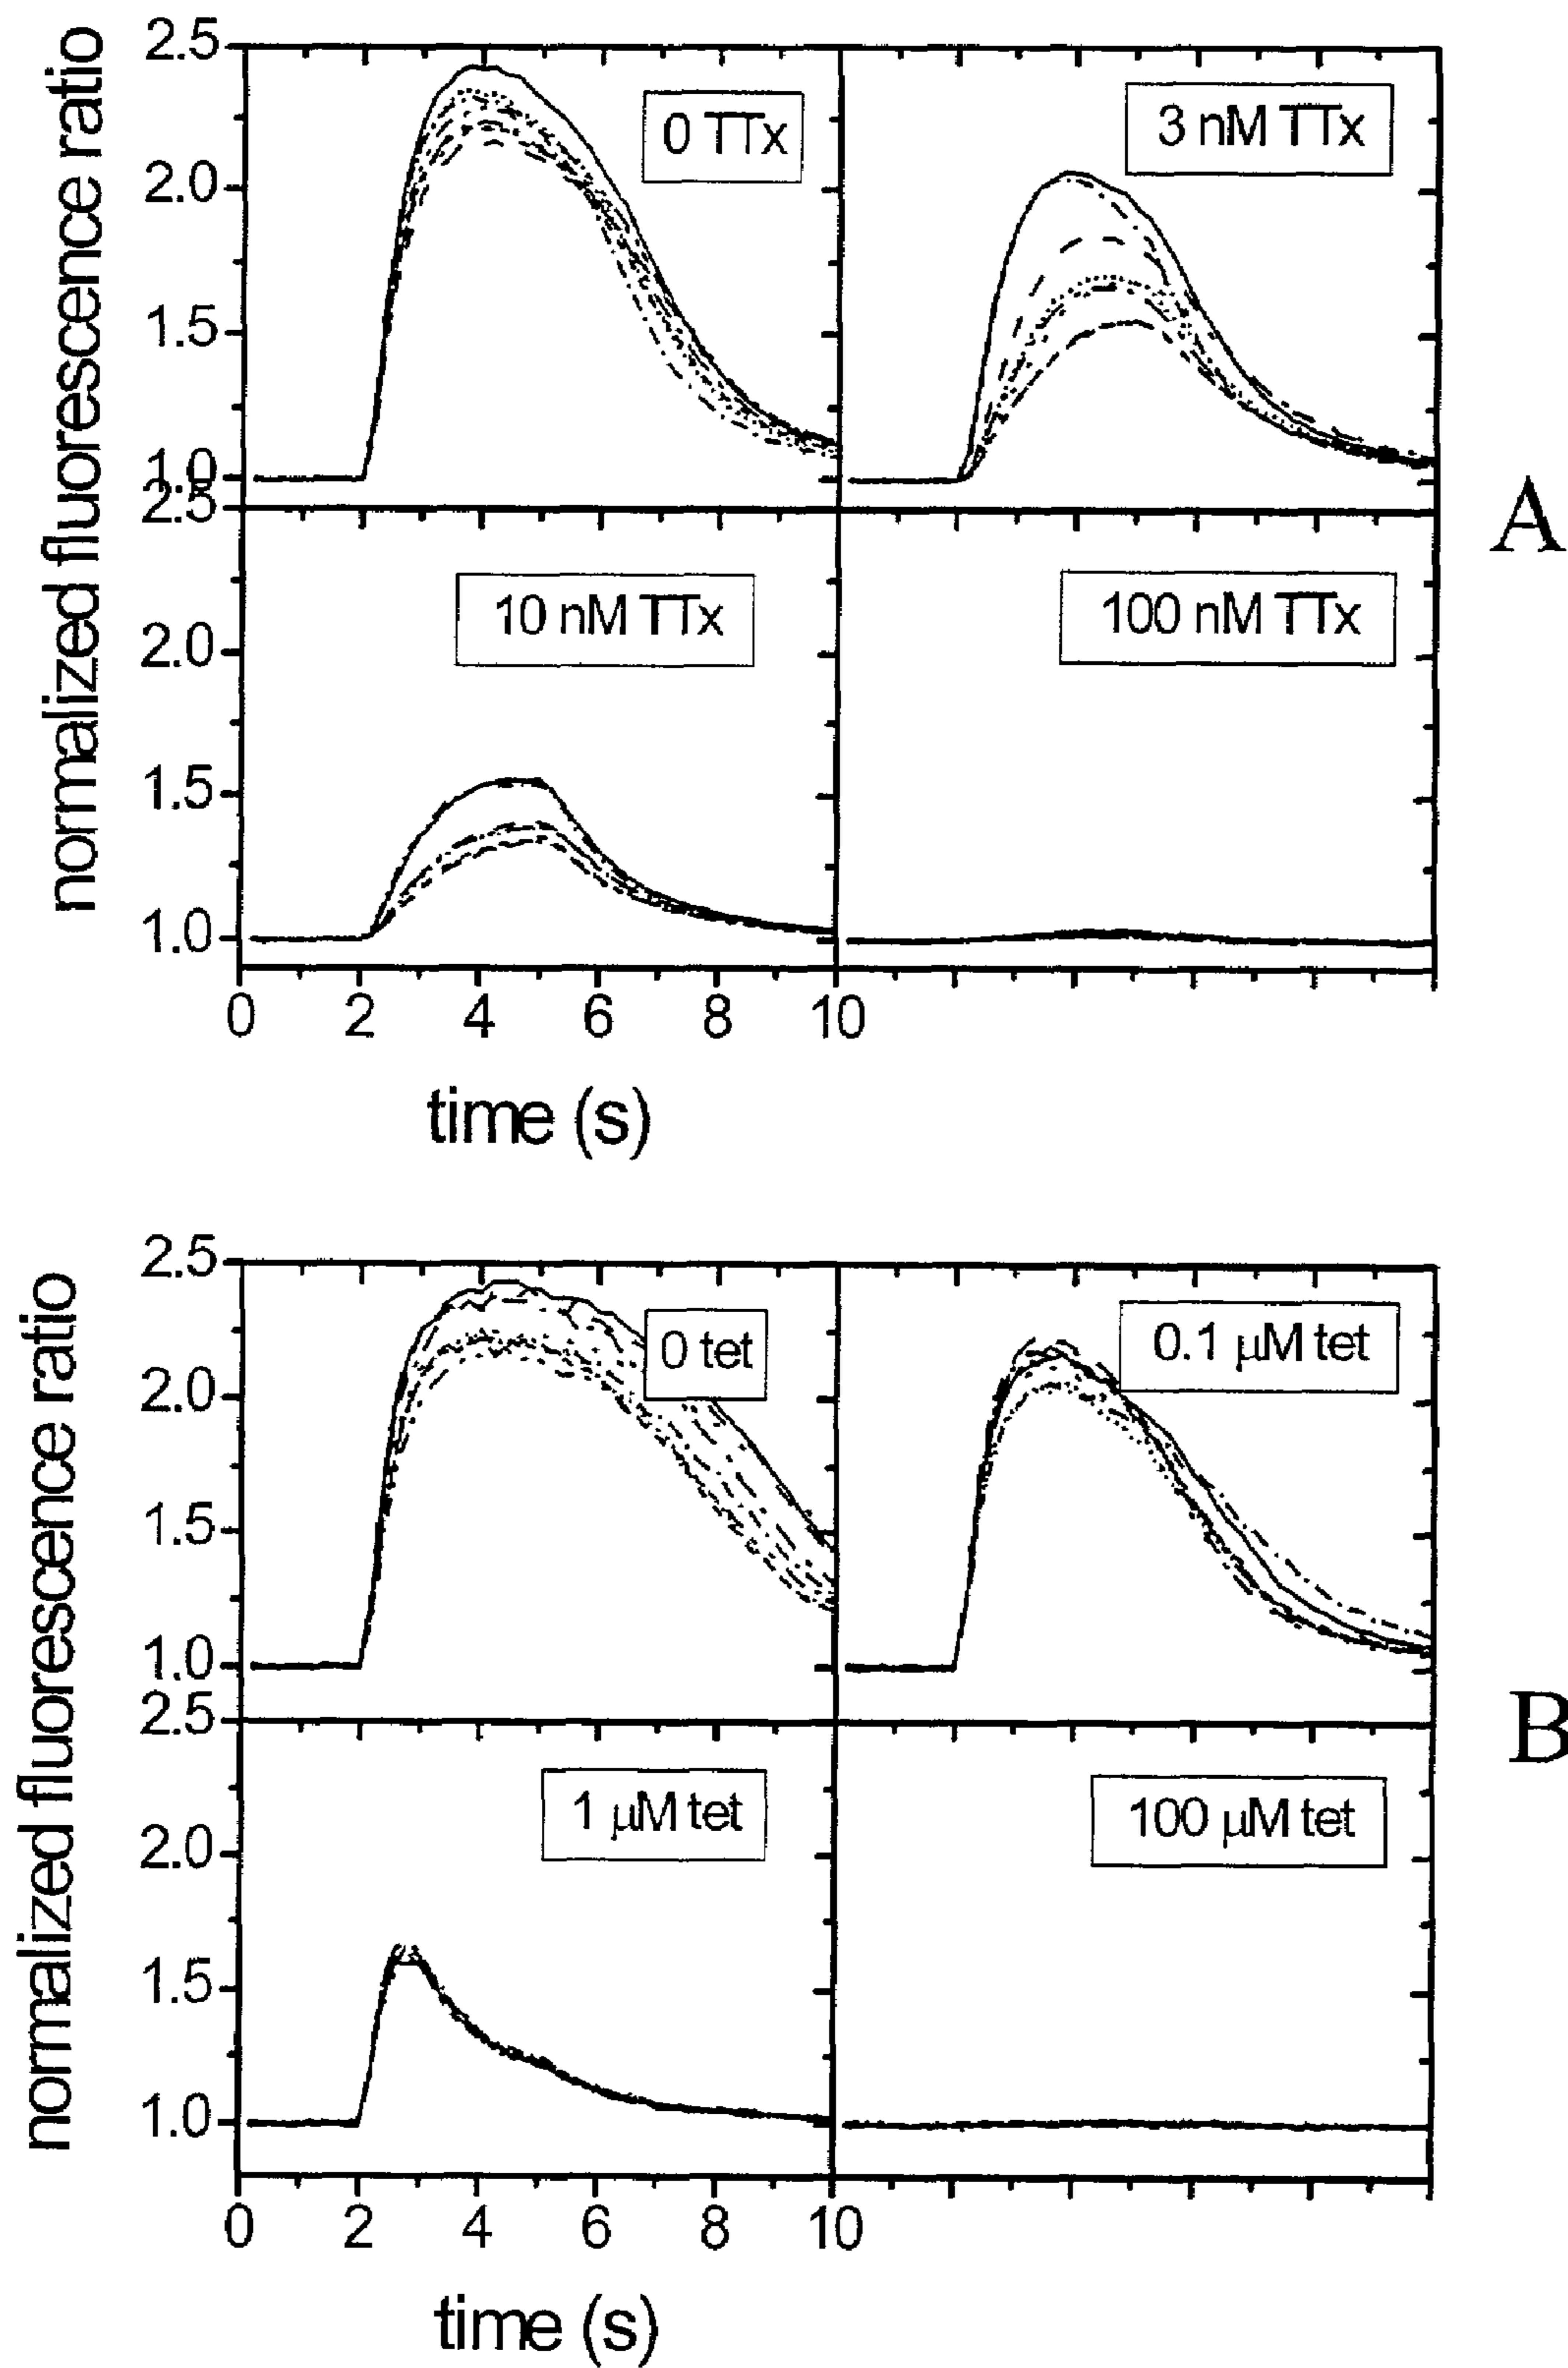 normalized fluorescence ratio
2.5
0 TTx
3 nM TTx
2.0
1.5
1.0
2.5
A
10 nM TTx
100 nM TTx
2.0
1.5
1.0
0 2 4 6 8 10
time (s)
normalized fluorescence ratio
2.5
0 tet
0.1 μM tet
2.0
1.5
1.0
2.5
B
1 μM tet
100 μM tet
2.0
1.5
1.0
0 2 4 6 8 10
time (s)